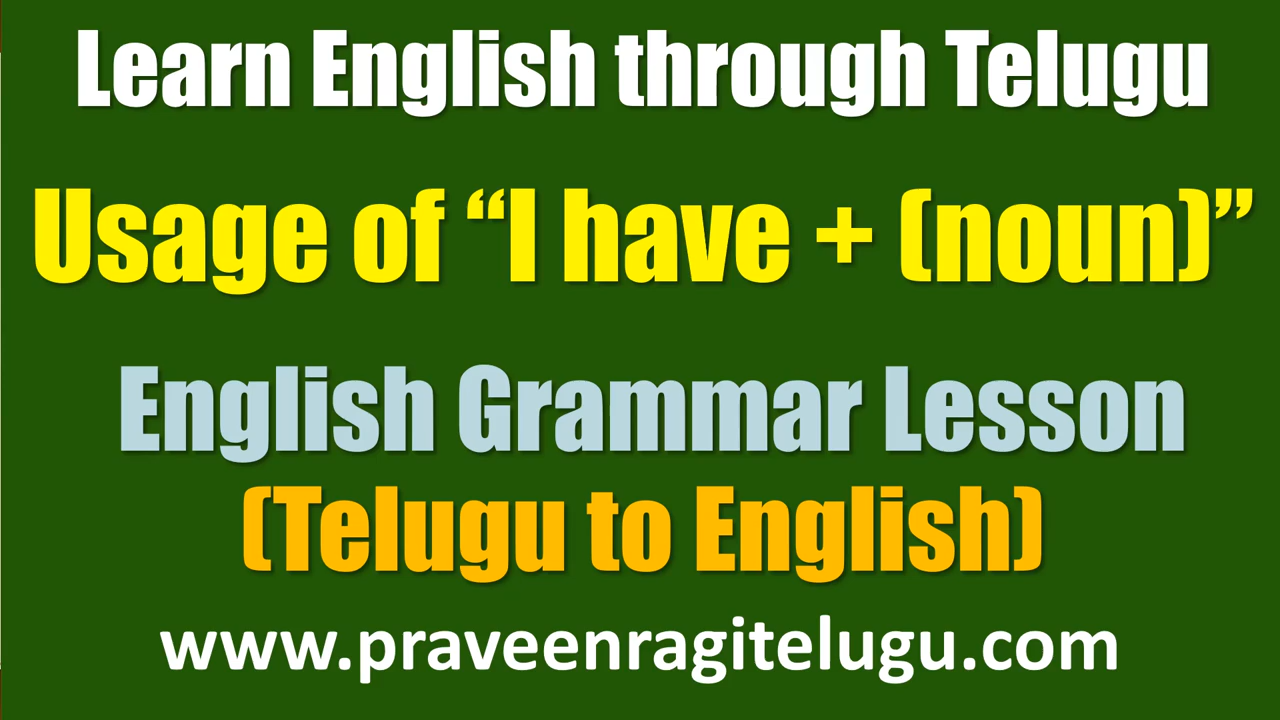 Learn English through Telugu
Usage of “I have + (noun)”
English Grammar Lesson
(Telugu to English)
www.praveenragitelugu.com